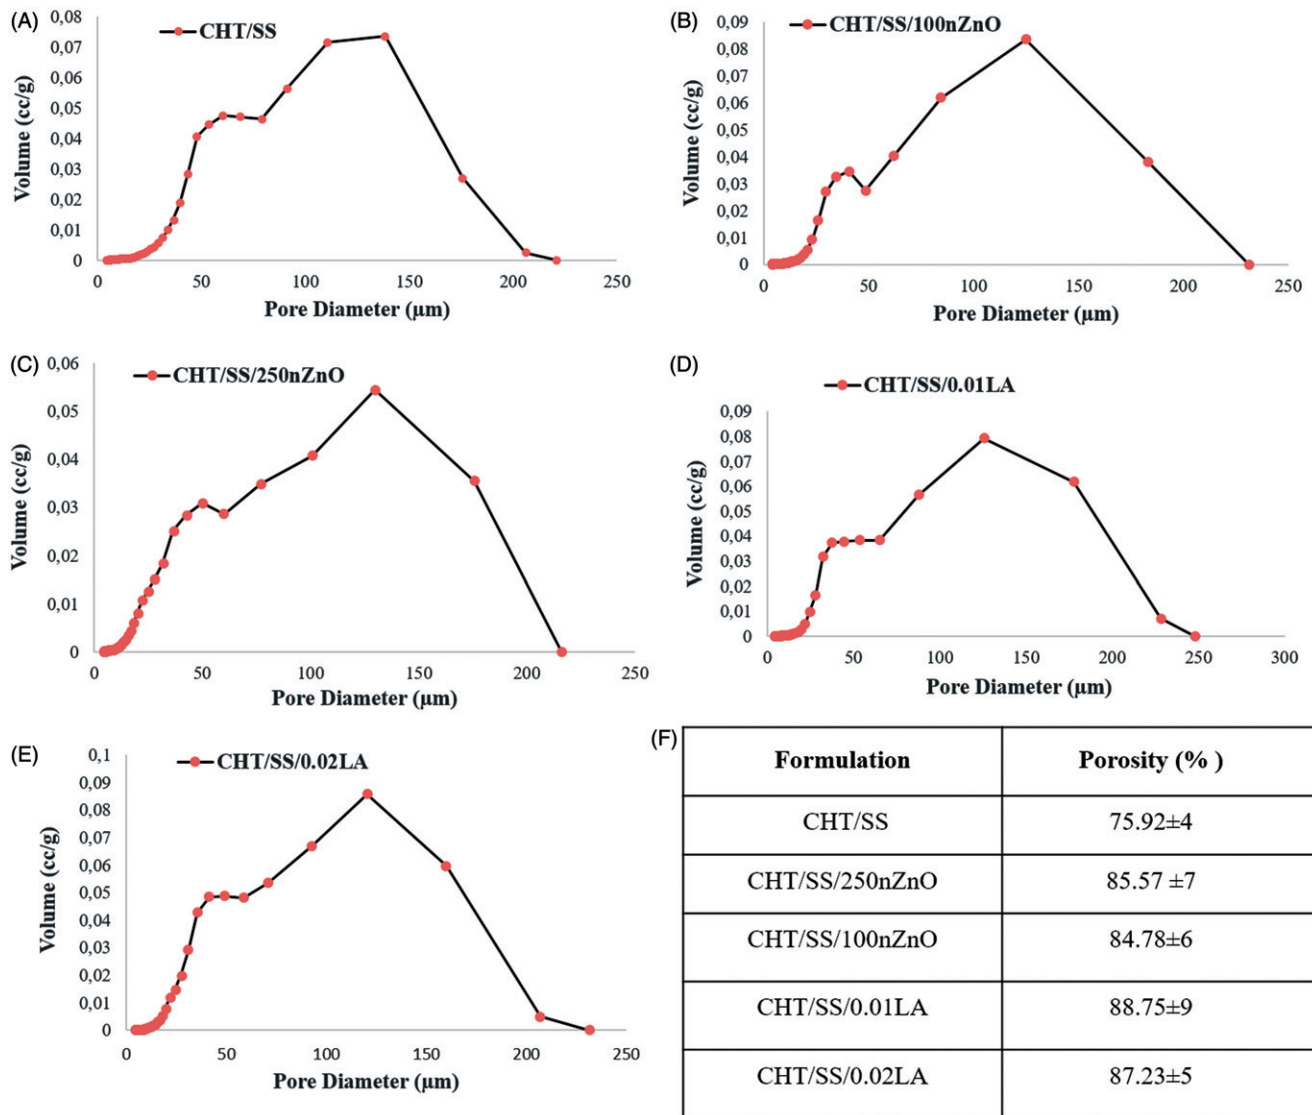 (A)
0,08
0,07
0,06
0,05
0,04
0,03
0,02
0,01
0
Volume (cc/g)
CHT/SS
0 50 100 150 200 250
Pore Diameter (µm)
(B)
0,09
0,08
0,07
0,06
0,05
0,04
0,03
0,02
0,01
0
Volume (cc/g)
CHT/SS/100nZnO
0 50 100 150 200 250
Pore Diameter (µm)
(C)
0,06
0,05
0,04
0,03
0,02
0,01
0
Volume (cc/g)
CHT/SS/250nZnO
0 50 100 150 200 250
Pore Diameter (µm)
(D)
0,09
0,08
0,07
0,06
0,05
0,04
0,03
0,02
0,01
0
Volume (cc/g)
CHT/SS/0.01LA
0 50 100 150 200 250 300
Pore Diameter (µm)
(E)
0,1
0,09
0,08
0,07
0,06
0,05
0,04
0,03
0,02
0,01
0
Volume (cc/g)
CHT/SS/0.02LA
0 50 100 150 200 250
Pore Diameter (µm)
(F)
Formulation Porosity (% )
CHT/SS 75.92±4
CHT/SS/250nZnO 85.57 ±7
CHT/SS/100nZnO 84.78±6
CHT/SS/0.01LA 88.75±9
CHT/SS/0.02LA 87.23±5